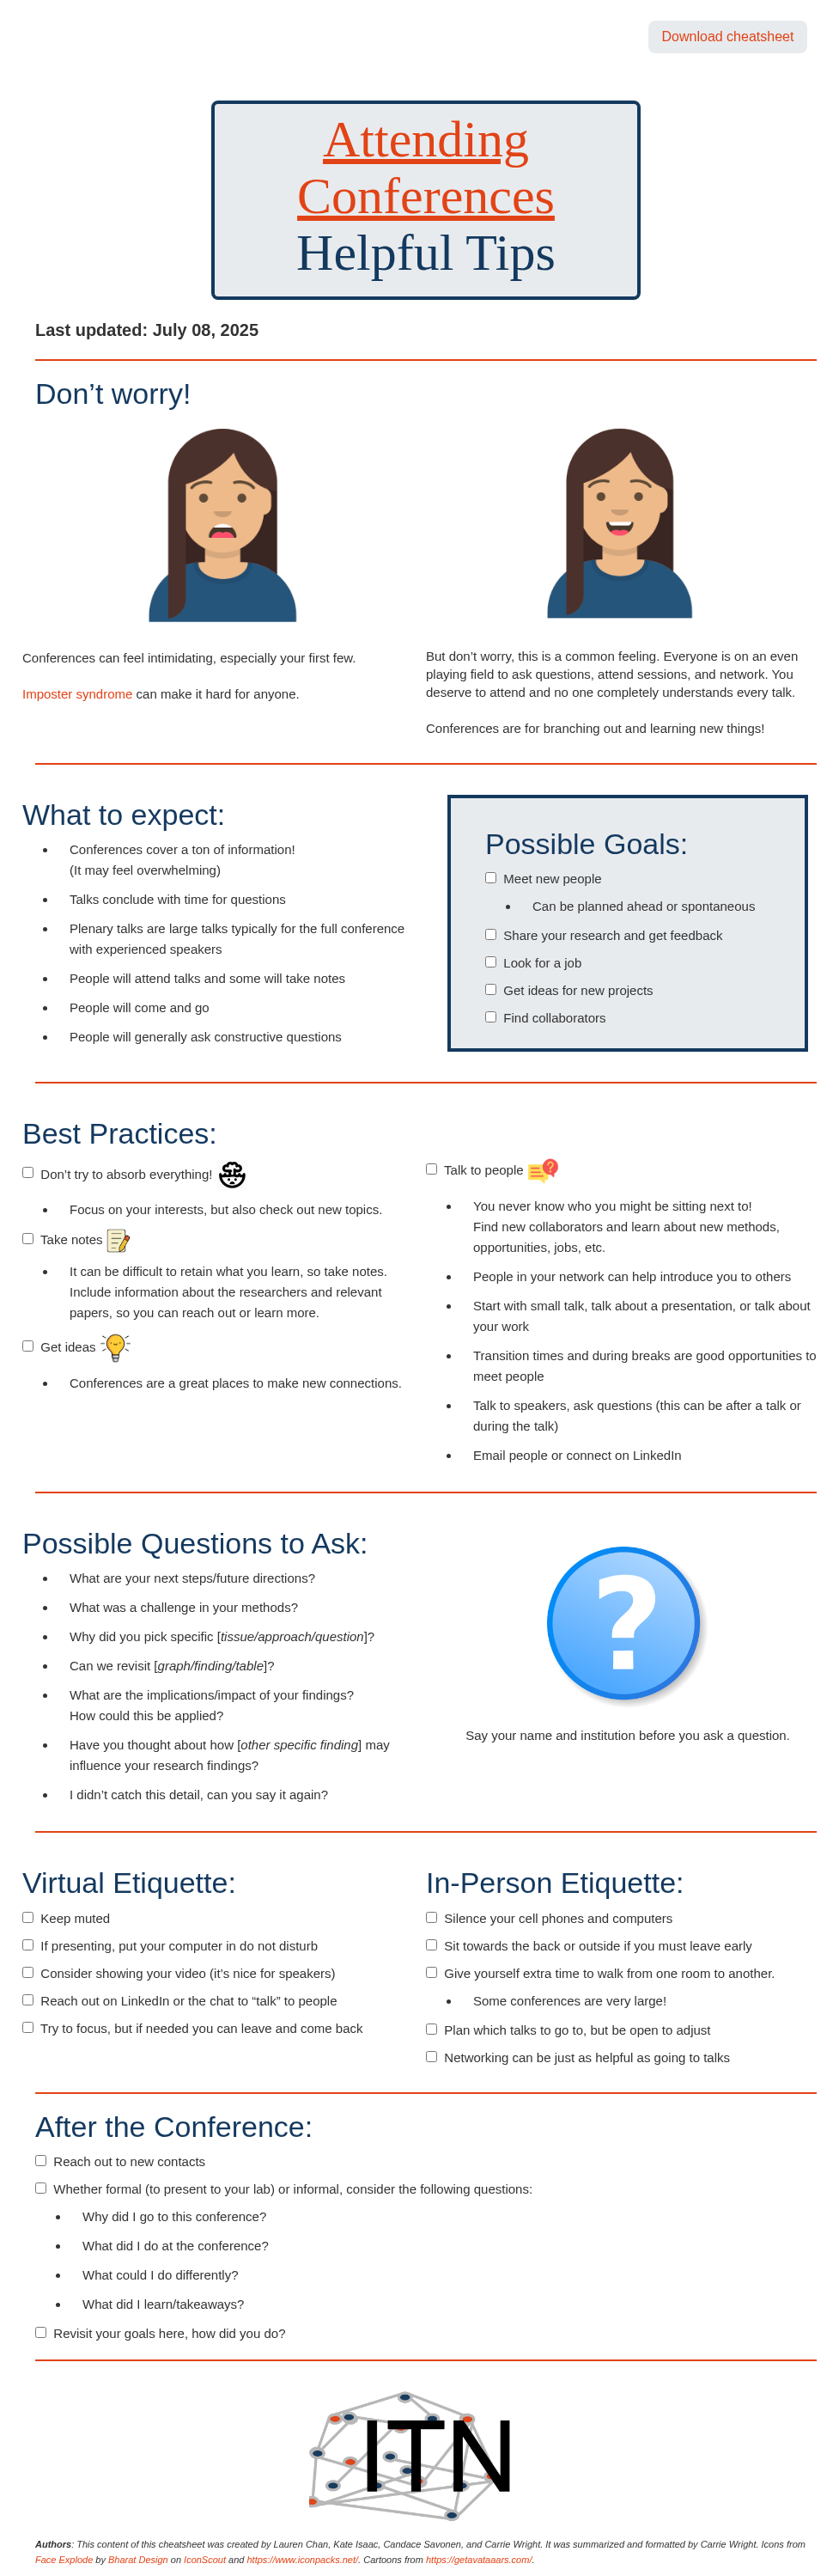 Download cheatsheet
Attending
Conferences
Helpful Tips
Last updated: July 08, 2025
Don’t worry!
Conferences can feel intimidating, especially your first few.
Imposter syndrome can make it hard for anyone.
But don’t worry, this is a common feeling. Everyone is on an even
playing field to ask questions, attend sessions, and network. You
deserve to attend and no one completely understands every talk.
Conferences are for branching out and learning new things!
What to expect:
Conferences cover a ton of information!
(It may feel overwhelming)
Talks conclude with time for questions
Plenary talks are large talks typically for the full conference
with experienced speakers
People will attend talks and some will take notes
People will come and go
People will generally ask constructive questions
Possible Goals:
Meet new people
Can be planned ahead or spontaneous
Share your research and get feedback
Look for a job
Get ideas for new projects
Find collaborators
Best Practices:
Don’t try to absorb everything!
Focus on your interests, but also check out new topics.
Take notes
It can be difficult to retain what you learn, so take notes.
Include information about the researchers and relevant
papers, so you can reach out or learn more.
Get ideas
Conferences are a great places to make new connections.
Talk to people
You never know who you might be sitting next to!
Find new collaborators and learn about new methods,
opportunities, jobs, etc.
People in your network can help introduce you to others
Start with small talk, talk about a presentation, or talk about
your work
Transition times and during breaks are good opportunities to
meet people
Talk to speakers, ask questions (this can be after a talk or
during the talk)
Email people or connect on LinkedIn
Possible Questions to Ask:
What are your next steps/future directions?
What was a challenge in your methods?
Why did you pick specific [tissue/approach/question]?
Can we revisit [graph/finding/table]?
What are the implications/impact of your findings?
How could this be applied?
Have you thought about how [other specific finding] may
influence your research findings?
I didn’t catch this detail, can you say it again?
?
Say your name and institution before you ask a question.
Virtual Etiquette:
Keep muted
If presenting, put your computer in do not disturb
Consider showing your video (it’s nice for speakers)
Reach out on LinkedIn or the chat to “talk” to people
Try to focus, but if needed you can leave and come back
In-Person Etiquette:
Silence your cell phones and computers
Sit towards the back or outside if you must leave early
Give yourself extra time to walk from one room to another.
Some conferences are very large!
Plan which talks to go to, but be open to adjust
Networking can be just as helpful as going to talks
After the Conference:
Reach out to new contacts
Whether formal (to present to your lab) or informal, consider the following questions:
Why did I go to this conference?
What did I do at the conference?
What could I do differently?
What did I learn/takeaways?
Revisit your goals here, how did you do?
ITN
Authors: This content of this cheatsheet was created by Lauren Chan, Kate Isaac, Candace Savonen, and Carrie Wright. It was summarized and formatted by Carrie Wright. Icons from
Face Explode by Bharat Design on IconScout and https://www.iconpacks.net/. Cartoons from https://getavataaars.com/.